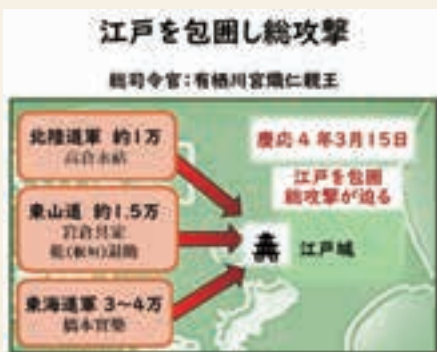 江戸を包囲し総攻撃
総司令官:有栖川宮熾仁親王
北陸道軍 約1万
高倉永祜
東山道 約1.5万
岩倉具定
乾(板垣)退助
東海道軍 3〜4万
橋本実梁
慶応4年3月15日
江戸を包囲
総攻撃が迫る
江戸城